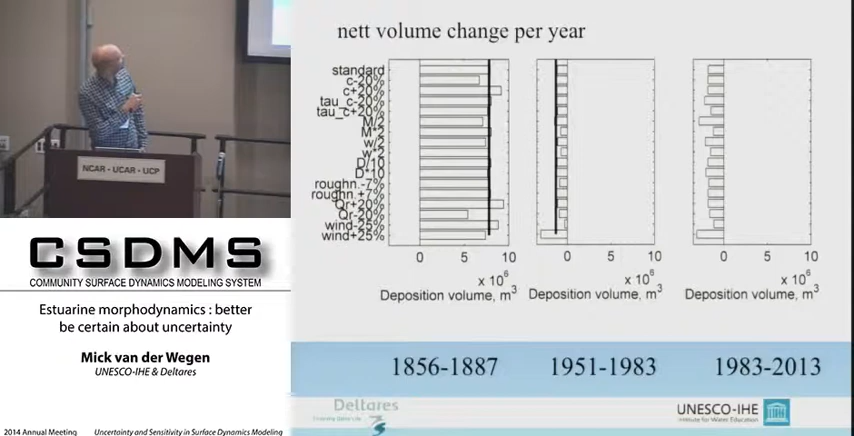 NCAR - UCAR - UCP
CSDMS
COMMUNITY SURFACE DYNAMICS MODELING SYSTEM
Estuarine morphodynamics : better
be certain about uncertainty
Mick van der Wegen
UNESCO-IHE & Deltares
2014 Annual Meeting
Uncertainty and Sensitivity in Surface Dynamics Modeling
nett volume change per year
standard
c-20%
c+20%
tau_c-20%
tau_c+20%
M/2
M*2
w/2
w*2
D/10
D*10
roughn.-7%
roughn.+7%
Qr+20%
Qr-20%
wind-25%
wind+25%
0 5 10
x 10^6
Deposition volume, m^3
0 5 10
x 10^6
Deposition volume, m^3
0 5 10
x 10^6
Deposition volume, m^3
1856-1887 1951-1983 1983-2013
Deltares
UNESCO-IHE
Institute for Water Education